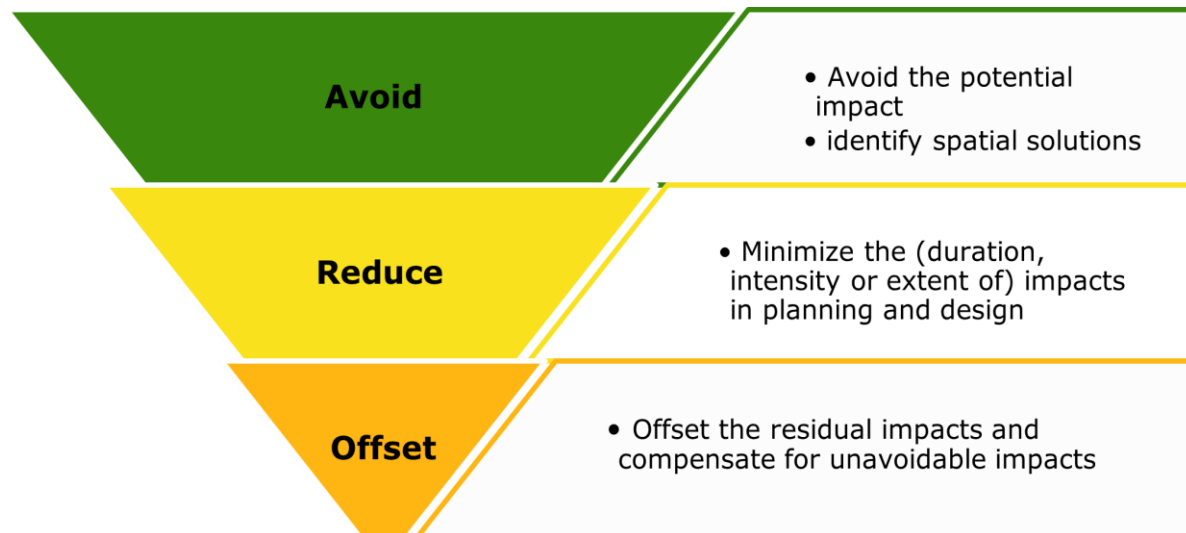 Avoid
• Avoid the potential
impact
• identify spatial solutions
Reduce
• Minimize the (duration,
intensity or extent of) impacts
in planning and design
Offset
• Offset the residual impacts and
compensate for unavoidable impacts